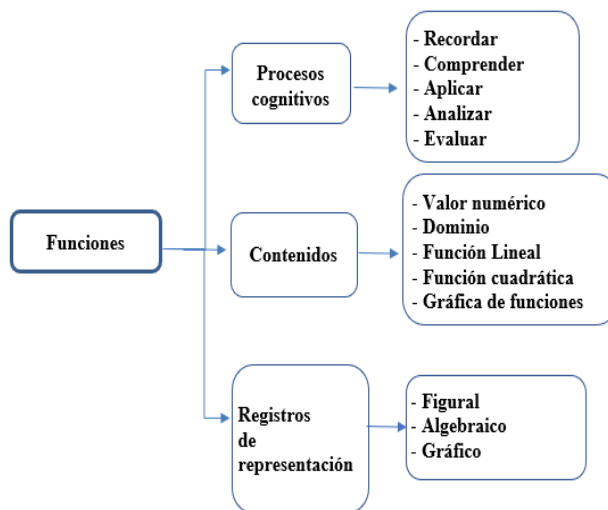 Funciones
Procesos
cognitivos
- Recordar
- Comprender
- Aplicar
- Analizar
- Evaluar
Contenidos
- Valor numérico
- Dominio
- Función Lineal
- Función cuadrática
- Gráfica de funciones
Registros
de
representación
- Figural
- Algebraico
- Gráfico